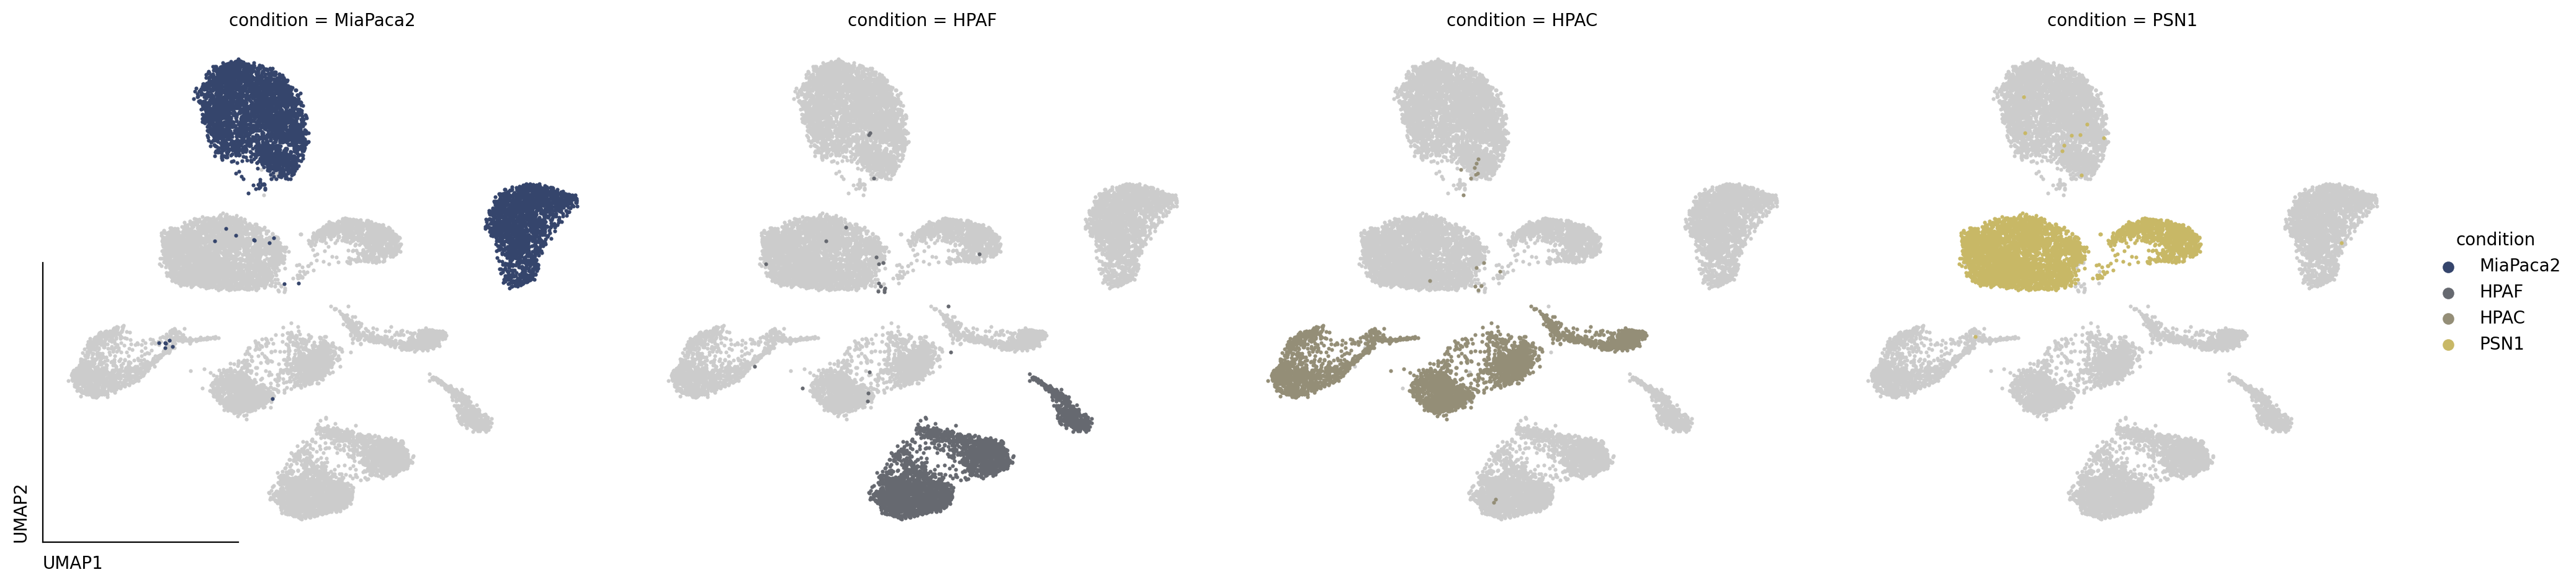 condition = MiaPaca2
condition = HPAF
condition = HPAC
condition = PSN1
UMAP2
UMAP1
condition
MiaPaca2
HPAF
HPAC
PSN1